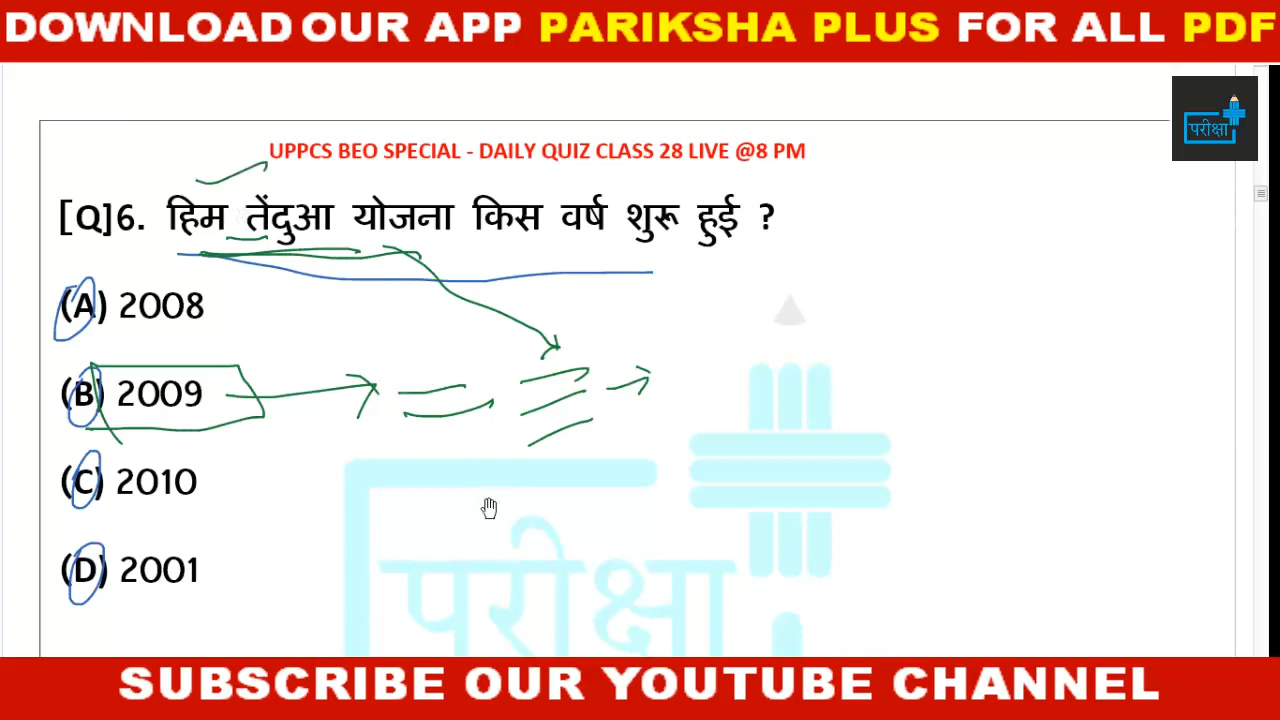 DOWNLOAD OUR APP PARIKSHA PLUS FOR ALL PDF
परीक्षा
UPPCS BEO SPECIAL - DAILY QUIZ CLASS 28 LIVE @8 PM
[Q]6. हिम तेंदुआ योजना किस वर्ष शुरू हुई ?
(A) 2008
(B) 2009
(C) 2010
(D) 2001
परीक्षा
SUBSCRIBE OUR YOUTUBE CHANNEL